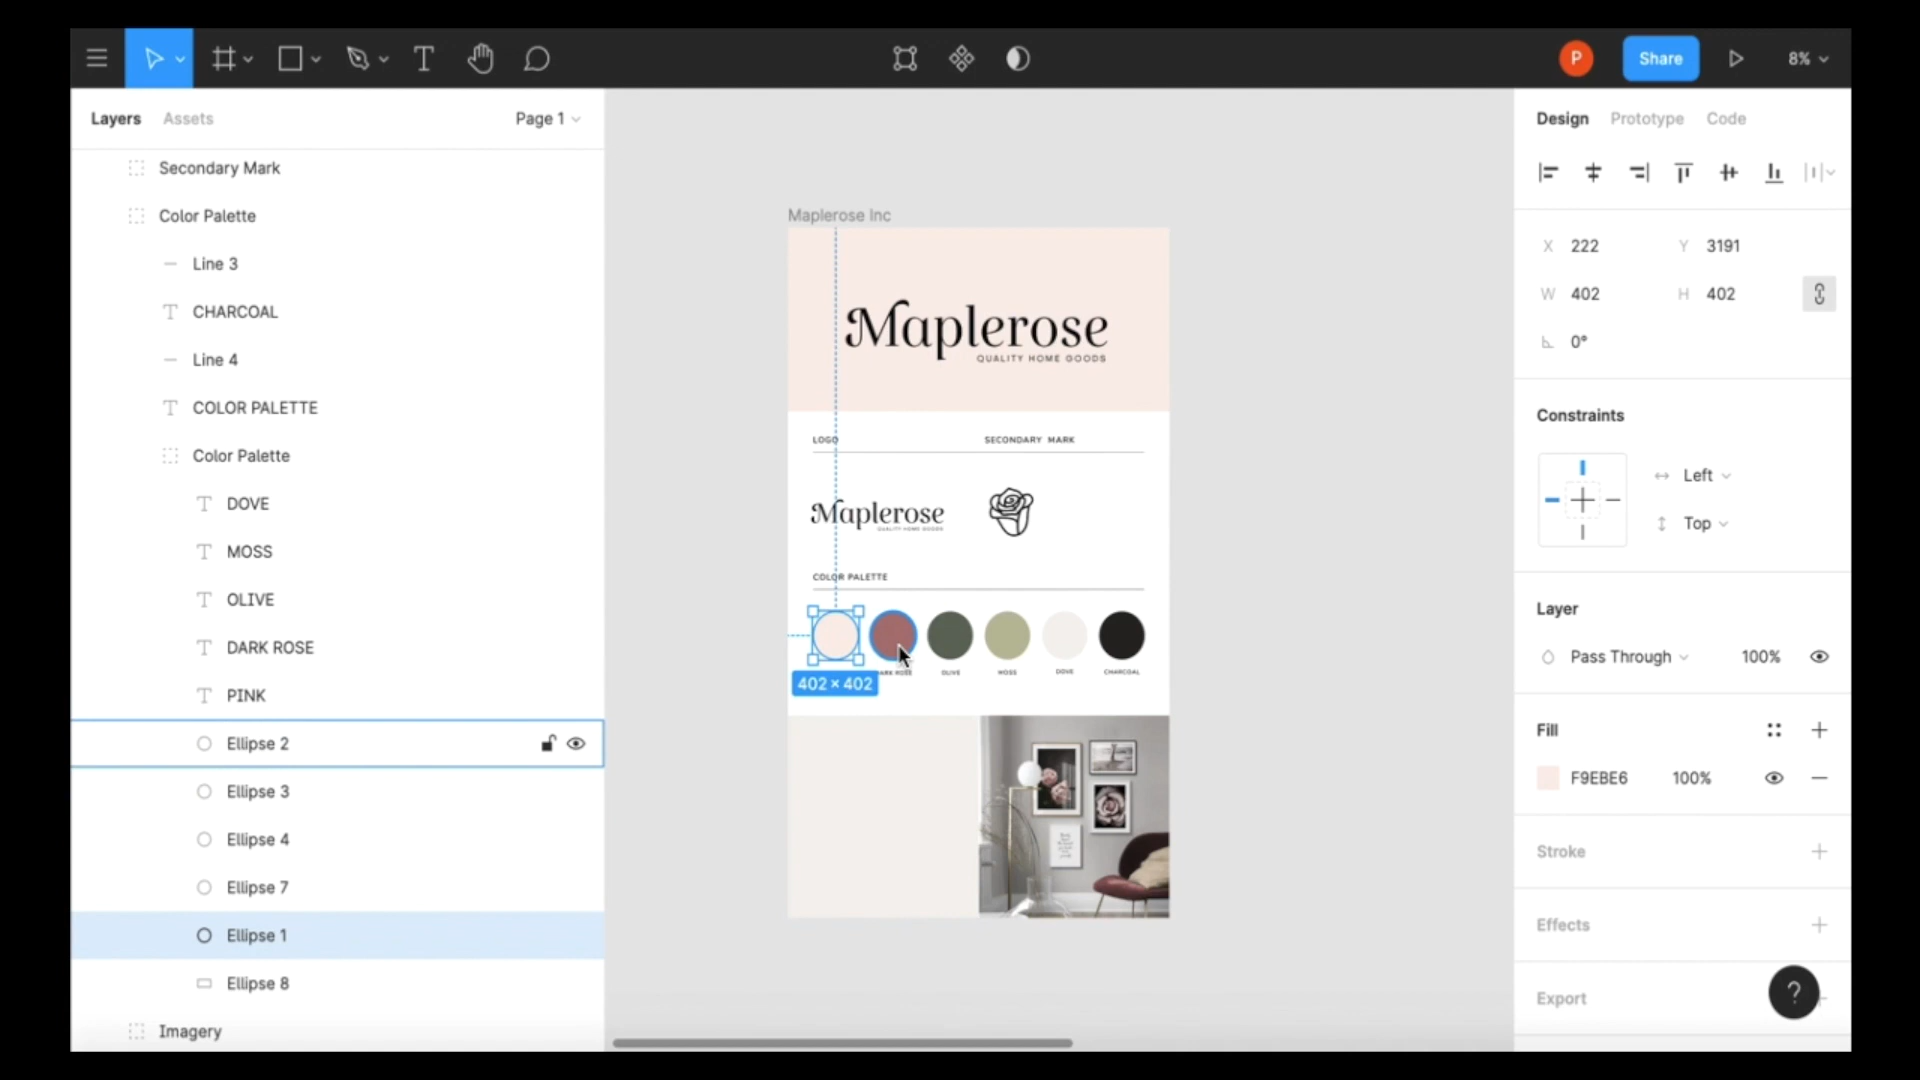 P
Share
8%
Layers
Assets
Page 1
Design
Prototype
Code
Secondary Mark
Color Palette
Line 3
CHARCOAL
Line 4
COLOR PALETTE
Color Palette
DOVE
MOSS
OLIVE
DARK ROSE
PINK
Ellipse 2
Ellipse 3
Ellipse 4
Ellipse 7
Ellipse 1
Ellipse 8
Imagery
Maplerose Inc
Maplerose
QUALITY HOME GOODS
LOGO
SECONDARY MARK
Maplerose
QUALITY HOME GOODS
COLOR PALETTE
402 × 402
OLIVE
MOSS
DOVE
CHARCOAL
X 222
Y 3191
W 402
H 402
0°
Constraints
Left
Top
Layer
Pass Through
100%
Fill
F9EBE6
100%
Stroke
Effects
Export
?